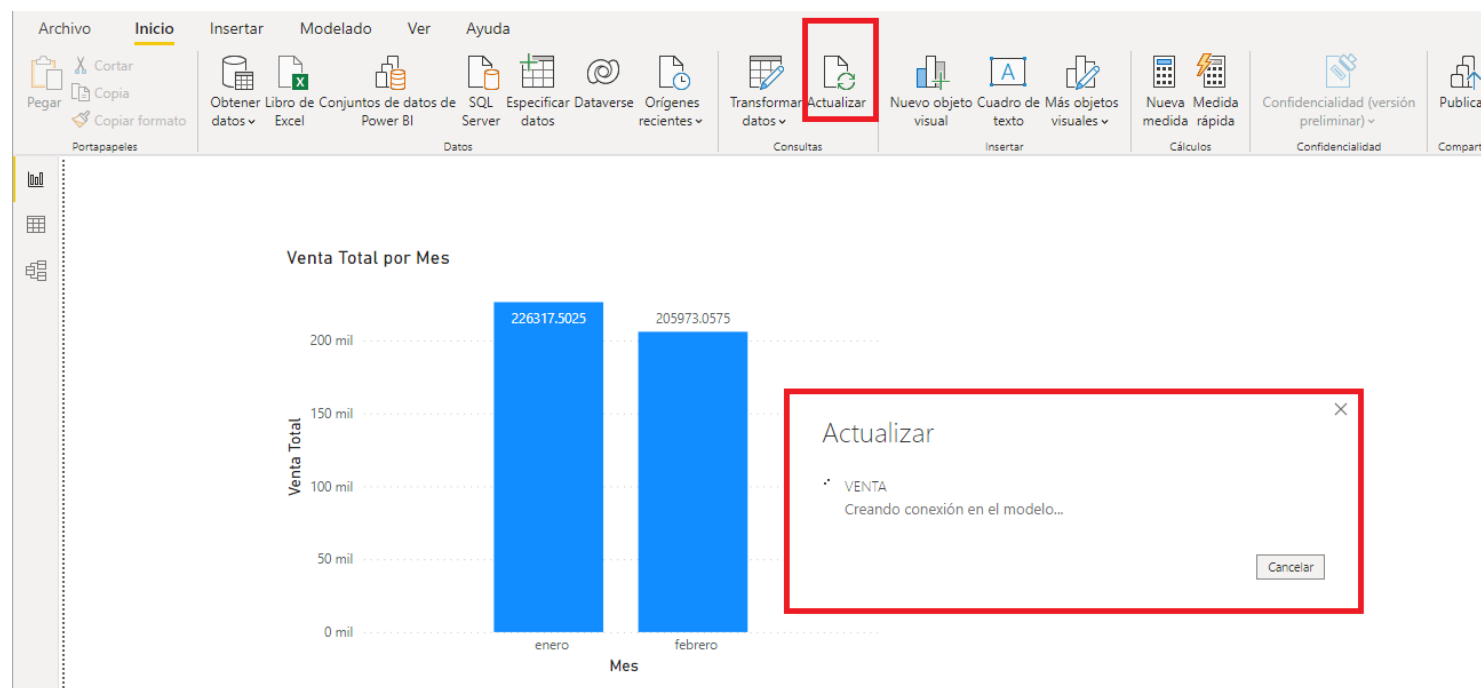 Archivo Inicio Insertar Modelado Ver Ayuda
Pegar
Cortar
Copia
Copiar formato
Portapapeles
Obtener
datos
Libro de
Excel
Conjuntos de datos de
Power BI
SQL
Server
Especificar
datos
Dataverse
Orígenes
recientes
Datos
Transformar
datos
Actualizar
Consultas
Nuevo objeto
visual
Cuadro de
texto
A
Más objetos
visuales
Insertar
Nueva
medida
Medida
rápida
Cálculos
Confidencialidad (versión
preliminar)
Confidencialidad
Publica
Compart
Venta Total por Mes
226317.5025
205973.0575
200 mil
150 mil
100 mil
50 mil
0 mil
Venta Total
enero
febrero
Mes
Actualizar
VENTA
Creando conexión en el modelo...
Cancelar